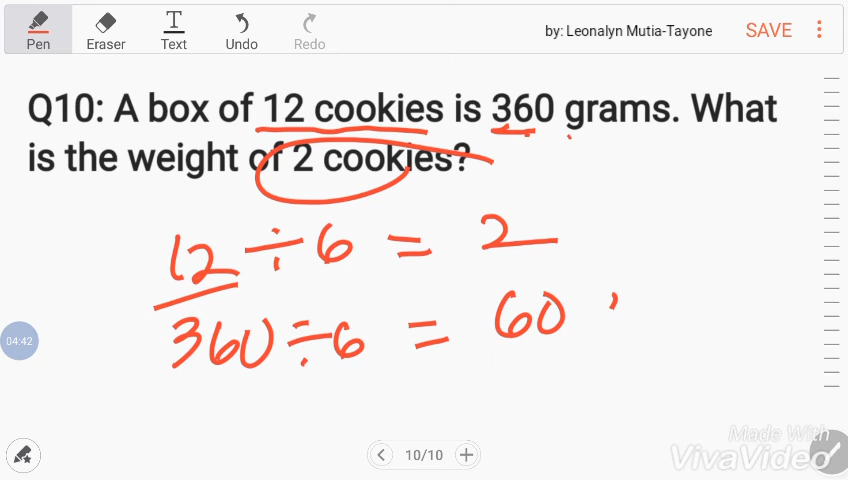 Pen Eraser Text Undo Redo by: Leonalyn Mutia-Tayone SAVE
Q10: A box of 12 cookies is 360 grams. What
is the weight of 2 cookies?
12 ÷ 6 = 2
360 ÷ 6 = 60
04:42
10/10
Made With
VivaVideo